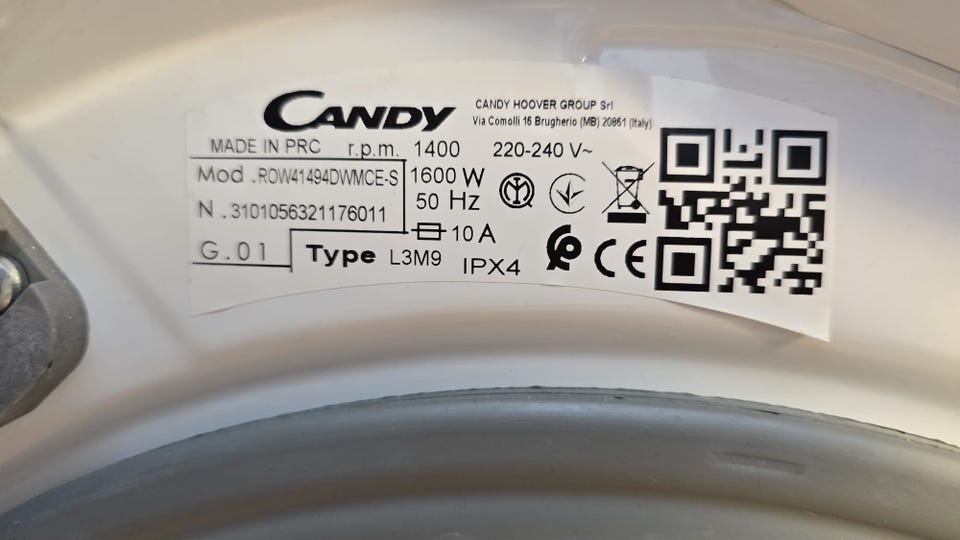 CANDY
CANDY HOOVER GROUP Srl
Via Comolli 16 Brugherio (MB) 20861 (Italy)
MADE IN PRC r.p.m. 1400 220-240 V~
Mod .ROW41494DWMCE-S
1600 W
50 Hz
N .3101056321176011
10 A
G.01
Type L3M9 IPX4
CE